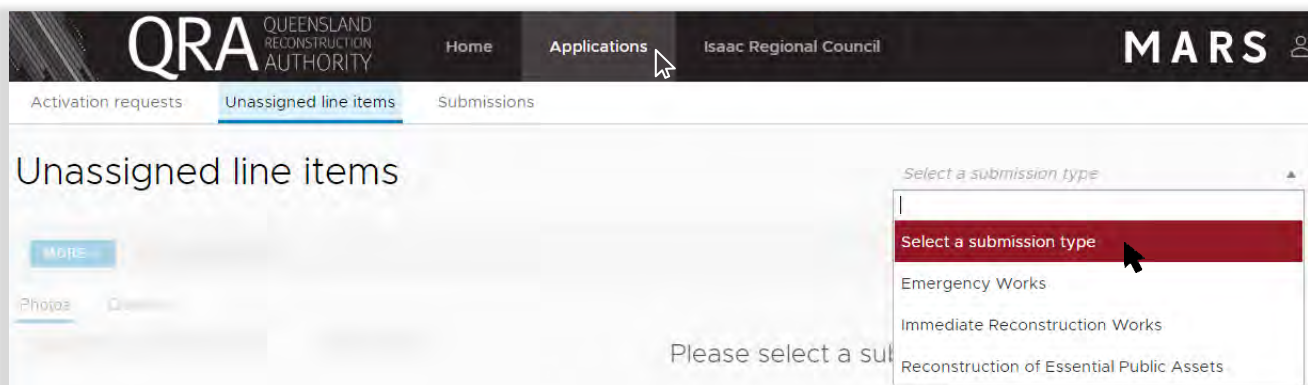 QRA QUEENSLAND RECONSTRUCTION AUTHORITY
Home Applications Isaac Regional Council MARS
Activation requests Unassigned line items Submissions
Unassigned line items
Select a submission type
Select a submission type
MORE
Emergency Works
Photos
Immediate Reconstruction Works
Please select a su
Reconstruction of Essential Public Assets